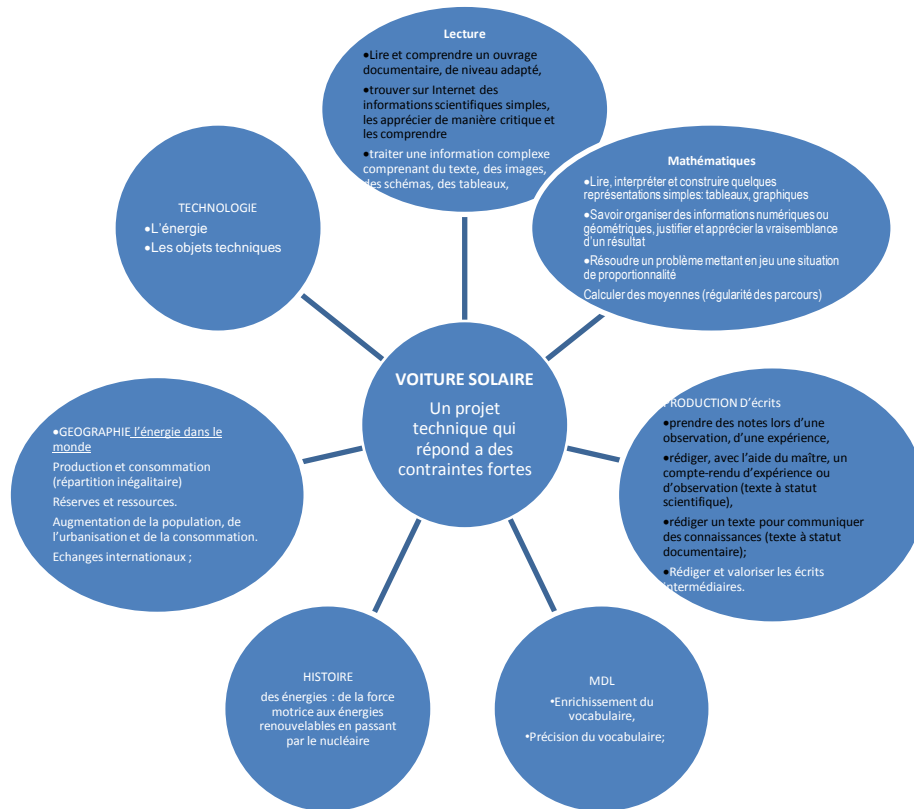 Lecture
•Lire et comprendre un ouvrage
documentaire, de niveau adapté,
•trouver sur Internet des
informations scientifiques simples,
les apprécier de manière critique et
les comprendre
•traiter une information complexe
comprenant du texte, des images,
des schémas, des tableaux,
Mathématiques
•Lire, interpréter et construire quelques
représentations simples: tableaux, graphiques
•Savoir organiser des informations numériques ou
géométriques, justifier et apprécier la vraisemblance
d'un résultat
•Résoudre un problème mettant en jeu une situation
de proportionnalité
Calculer des moyennes (régularité des parcours)
TECHNOLOGIE
•L'énergie
•Les objets techniques
VOITURE SOLAIRE
Un projet
technique qui
répond a des
contraintes fortes
PRODUCTION D'écrits
•prendre des notes lors d'une
observation, d'une expérience,
•rédiger, avec l'aide du maître, un
compte-rendu d'expérience ou
d'observation (texte à statut
scientifique),
•rédiger un texte pour communiquer
des connaissances (texte à statut
documentaire);
•Rédiger et valoriser les écrits
intermédiaires.
•GEOGRAPHIE l'énergie dans le
monde
Production et consommation
(répartition inégalitaire)
Réserves et ressources.
Augmentation de la population, de
l'urbanisation et de la consommation.
Echanges internationaux ;
HISTOIRE
des énergies : de la force
motrice aux énergies
renouvelables en passant
par le nucléaire
MDL
•Enrichissement du
vocabulaire,
•Précision du vocabulaire;